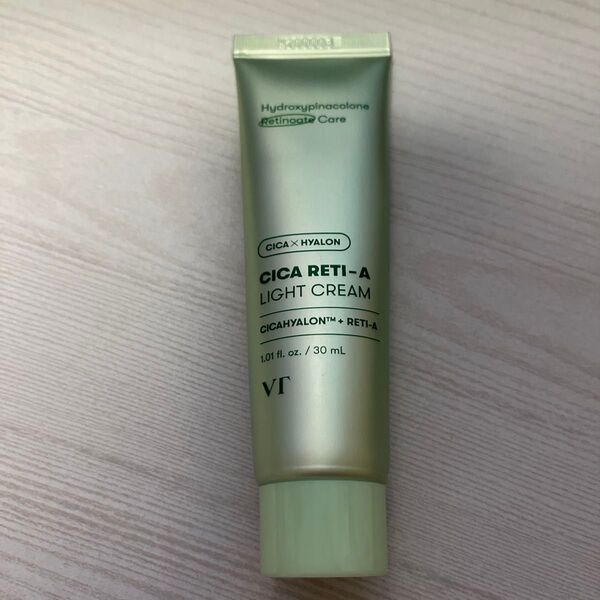 Hydroxypinacolone
Retinoate Care
CICA × HYALON
CICA RETI-A
LIGHT CREAM
CICAHYALON™ + RETI-A
1.01 fl. oz. / 30 mL
VT